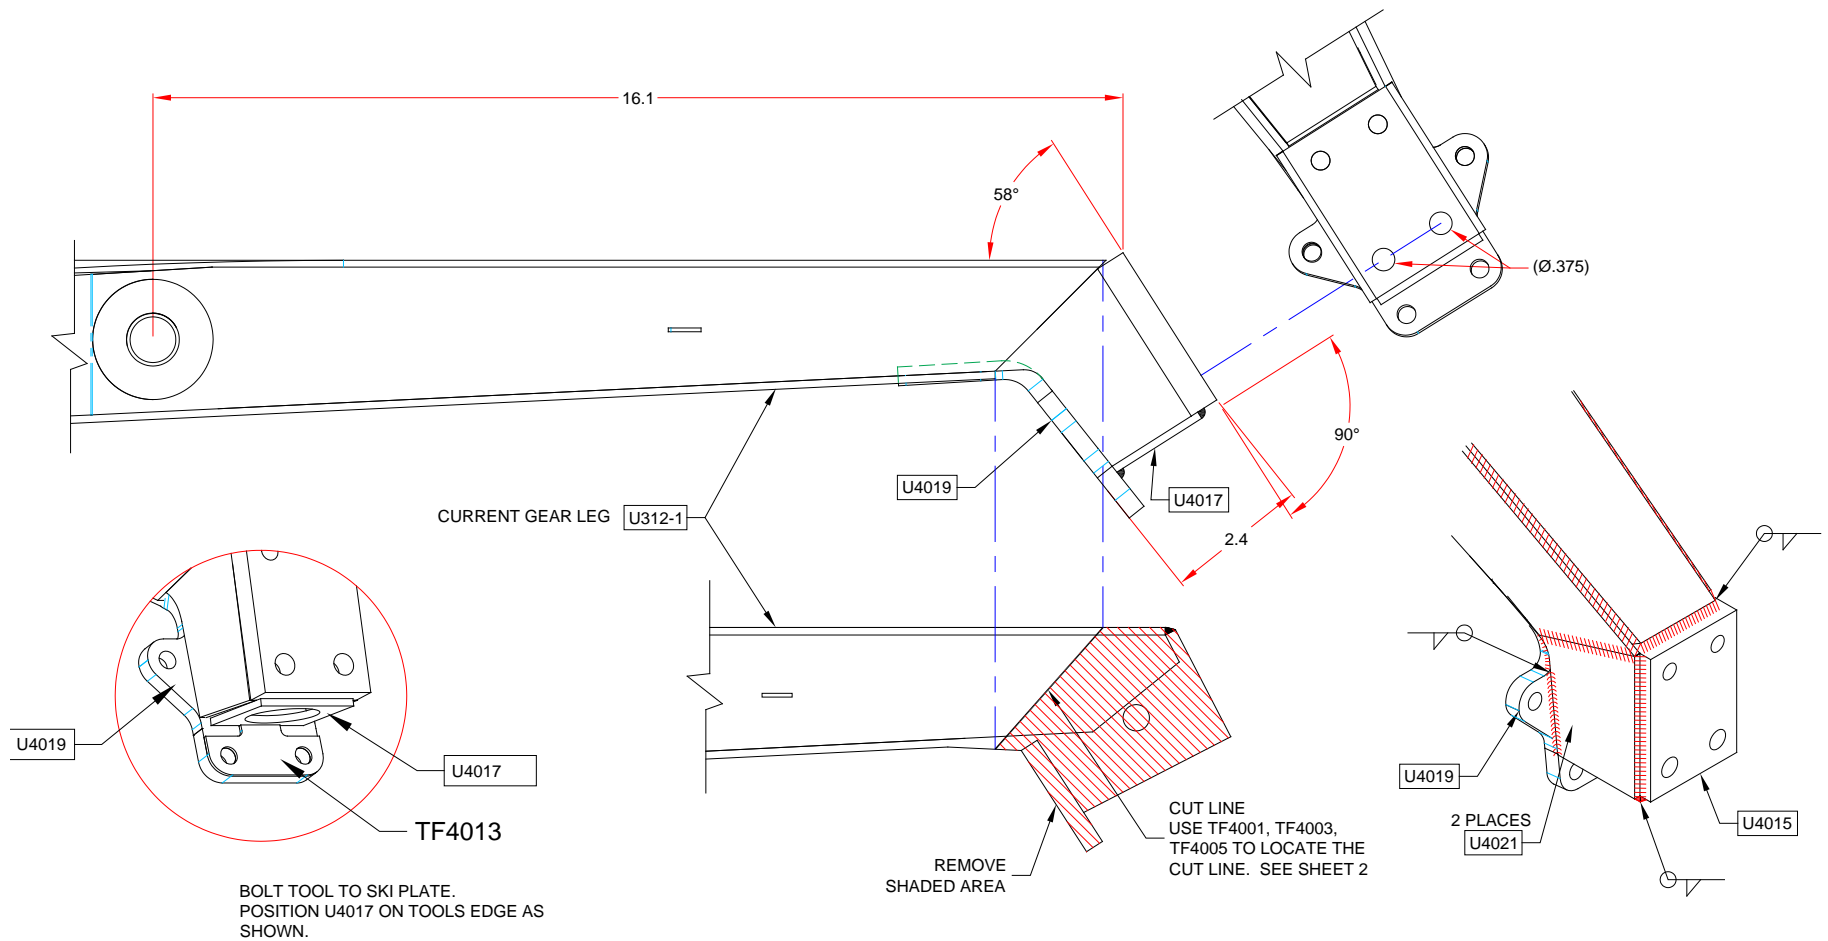 16.1
58°
(Ø.375)
90°
U4019
U4017
CURRENT GEAR LEG
U312-1
2.4
U4019
U4017
TF4013
BOLT TOOL TO SKI PLATE.
POSITION U4017 ON TOOLS EDGE AS
SHOWN.
REMOVE
SHADED AREA
CUT LINE
USE TF4001, TF4003,
TF4005 TO LOCATE THE
CUT LINE. SEE SHEET 2
U4019
2 PLACES
U4021
U4015